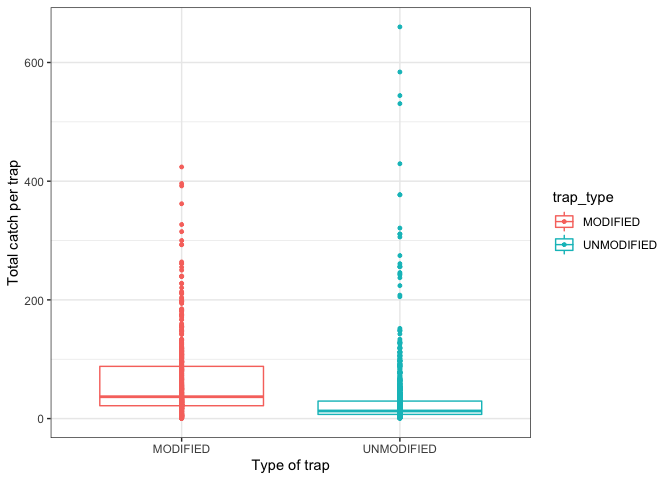 Total catch per trap
600
400
200
0
MODIFIED
UNMODIFIED
Type of trap
trap_type
MODIFIED
UNMODIFIED